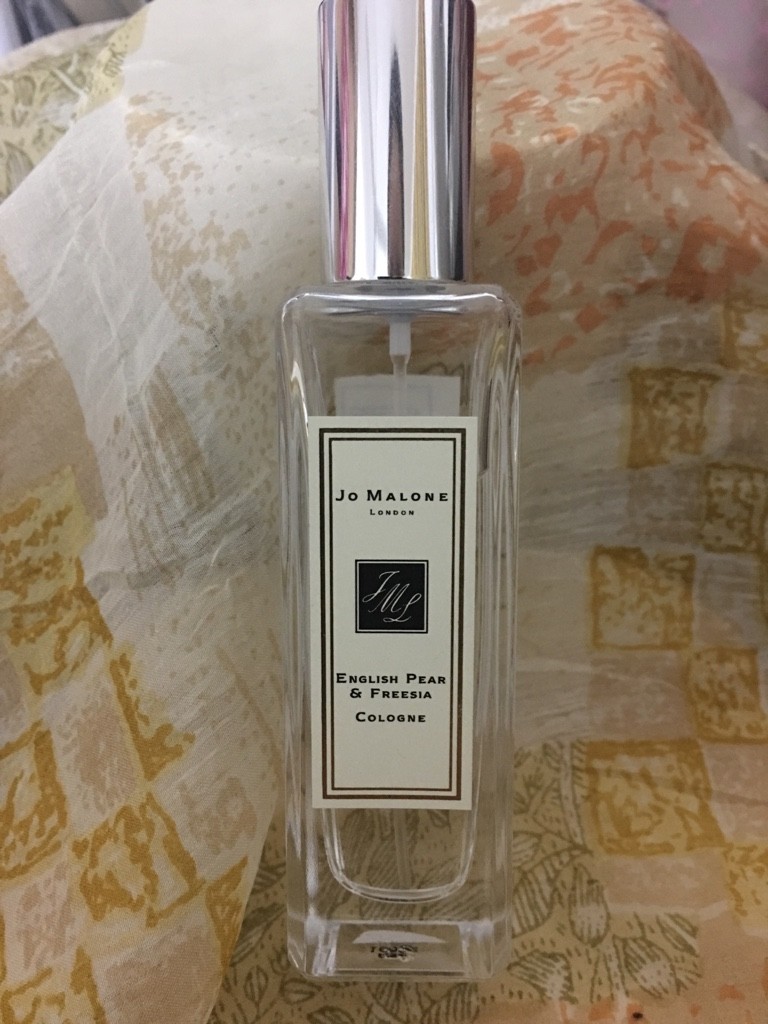 Jo Malone
London
JML
English Pear
& Freesia
Cologne